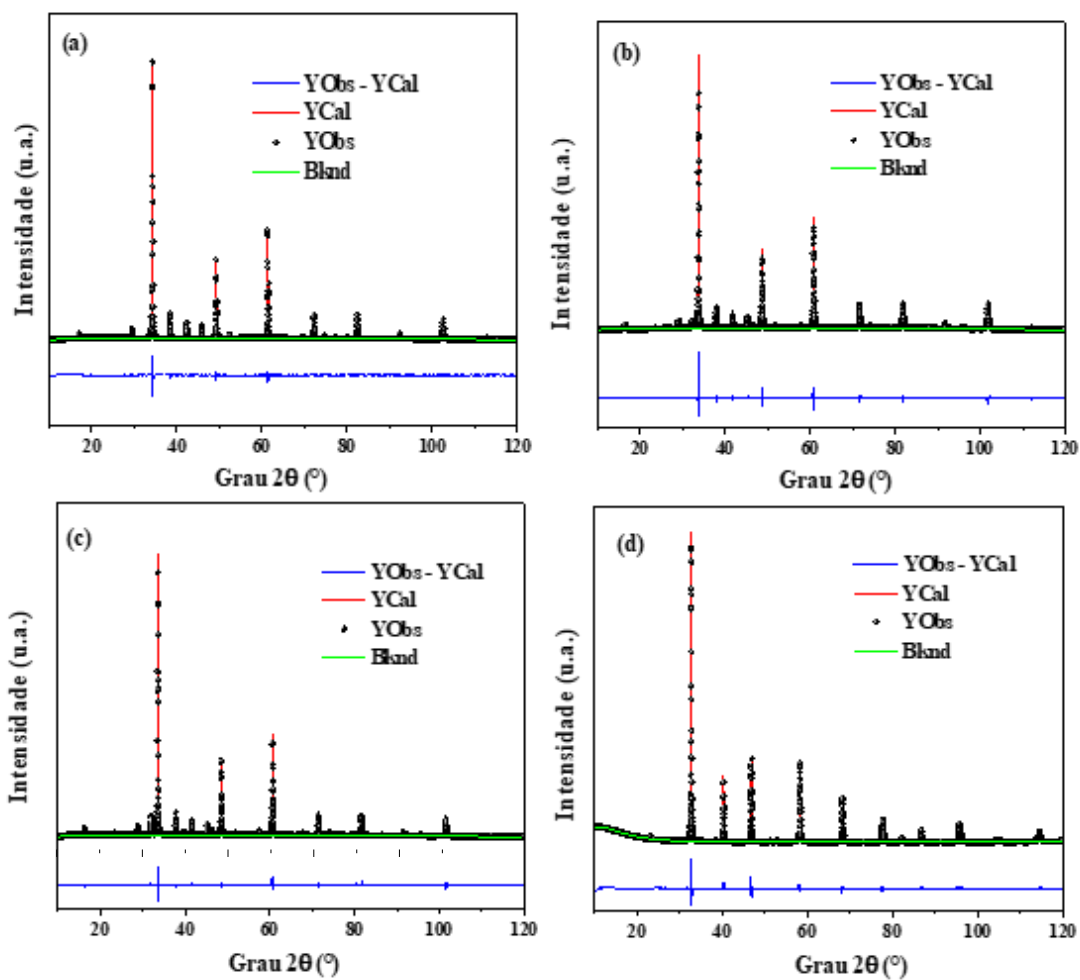 (a)
YObs - YCal
YCal
YObs
Bknd
Intensidade (u.a.)
20 40 60 80 100 120
Grau 2θ (°)
(b)
YObs - YCal
YCal
YObs
Bknd
Intensidade (u.a.)
20 40 60 80 100 120
Grau 2θ (°)
(c)
YObs - YCal
YCal
YObs
Bknd
Intensidade (u.a.)
20 40 60 80 100 120
Grau 2θ (°)
(d)
YObs - YCal
YCal
YObs
Bknd
Intensidade (u.a.)
20 40 60 80 100 120
Grau 2θ (°)